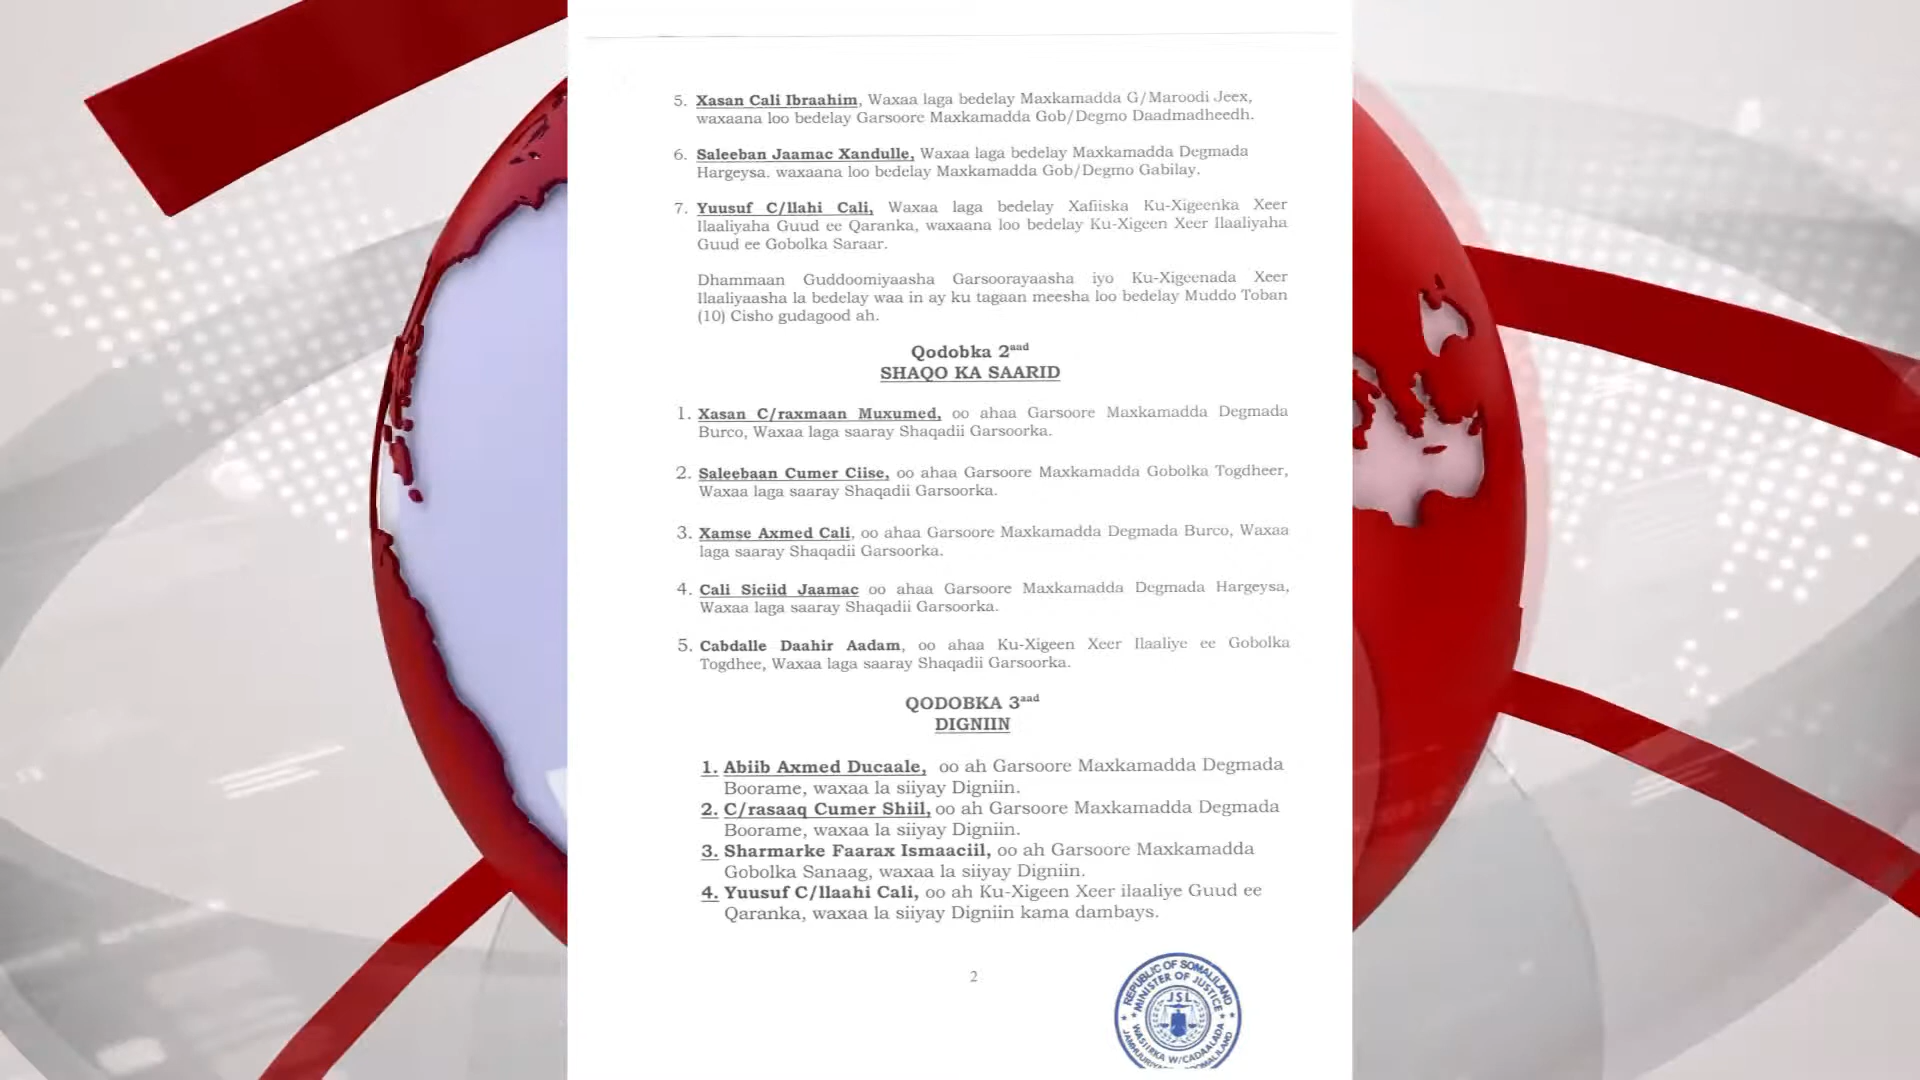 5. Xasan Cali Ibraahim, Waxaa laga bedelay Maxkamadda G/Maroodi Jeex,
waxaana loo bedelay Garsoore Maxkamadda Gob/Degmo Daadmadheedh.
6. Saleeban Jaamac Xandulle, Waxaa laga bedelay Maxkamadda Degmada
Hargeysa. waxaana loo bedelay Maxkamadda Gob/Degmo Gabilay.
7. Yuusuf C/llahi Cali, Waxaa laga bedelay Xafiiska Ku-Xigeenka Xeer
Ilaaliyaha Guud ee Qaranka, waxaana loo bedelay Ku-Xigeen Xeer Ilaaliyaha
Guud ee Gobolka Saraar.
Dhammaan Guddoomiyaasha Garsoorayaasha iyo Ku-Xigeenada Xeer
Ilaaliyaasha la bedelay waa in ay ku tagaan meesha loo bedelay Muddo Toban
(10) Cisho gudagood ah.
Qodobka 2aad
SHAQO KA SAARID
1. Xasan C/raxmaan Muxumed, oo ahaa Garsoore Maxkamadda Degmada
Burco, Waxaa laga saaray Shaqadii Garsoorka.
2. Saleebaan Cumer Ciise, oo ahaa Garsoore Maxkamadda Gobolka Togdheer,
Waxaa laga saaray Shaqadii Garsoorka.
3. Xamse Axmed Cali, oo ahaa Garsoore Maxkamadda Degmada Burco, Waxaa
laga saaray Shaqadii Garsoorka.
4. Cali Siciid Jaamac oo ahaa Garsoore Maxkamadda Degmada Hargeysa,
Waxaa laga saaray Shaqadii Garsoorka.
5. Cabdalle Daahir Aadam, oo ahaa Ku-Xigeen Xeer Ilaaliye ee Gobolka
Togdhee, Waxaa laga saaray Shaqadii Garsoorka.
QODOBKA 3aad
DIGNIIN
1. Abiib Axmed Ducaale, oo ah Garsoore Maxkamadda Degmada
Boorame, waxaa la siiyay Digniin.
2. C/rasaaq Cumer Shiil, oo ah Garsoore Maxkamadda Degmada
Boorame, waxaa la siiyay Digniin.
3. Sharmarke Faarax Ismaaciil, oo ah Garsoore Maxkamadda
Gobolka Sanaag, waxaa la siiyay Digniin.
4. Yuusuf C/llaahi Cali, oo ah Ku-Xigeen Xeer ilaaliye Guud ee
Qaranka, waxaa la siiyay Digniin kama dambays.
2
REPUBLIC OF SOMALILAND
MINISTER OF JUSTICE
JSL
WASIIRKA W/CADAALADA